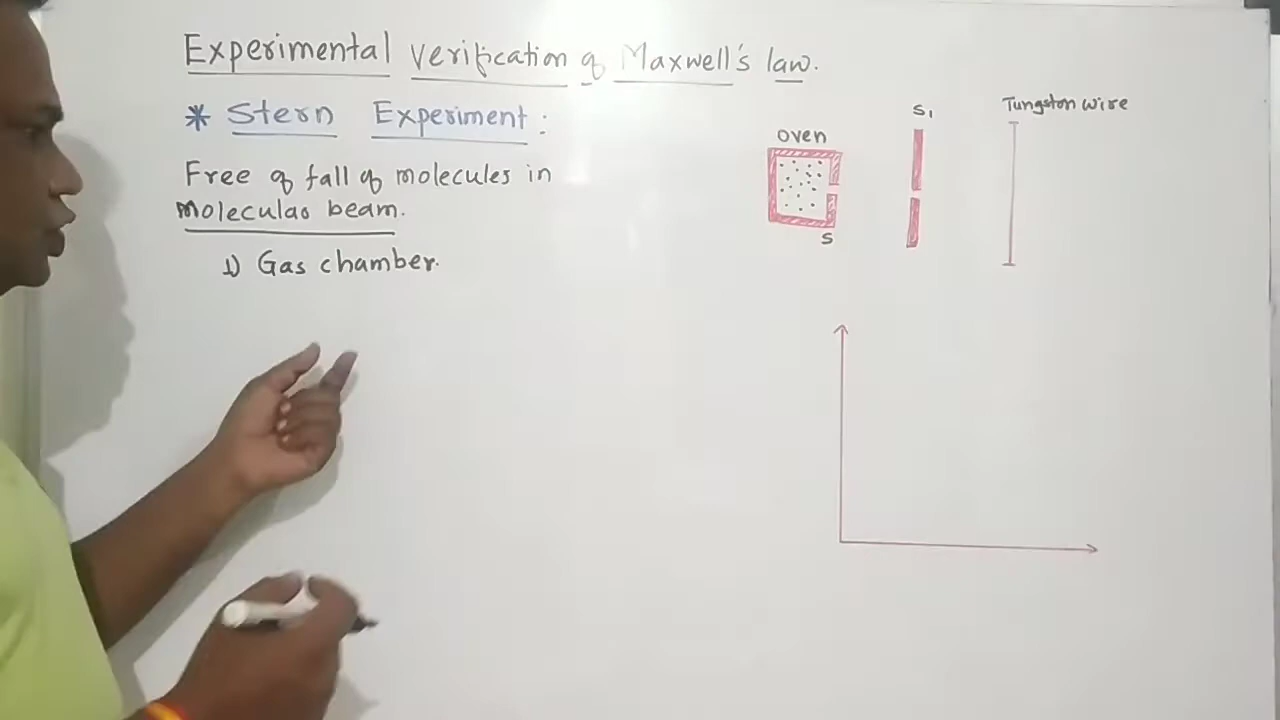 Experimental verification of Maxwell's law.
* Stern Experiment :
Free of fall of molecules in
moleculas beam.
1) Gas chamber.
oven
S
S1
Tungston wire